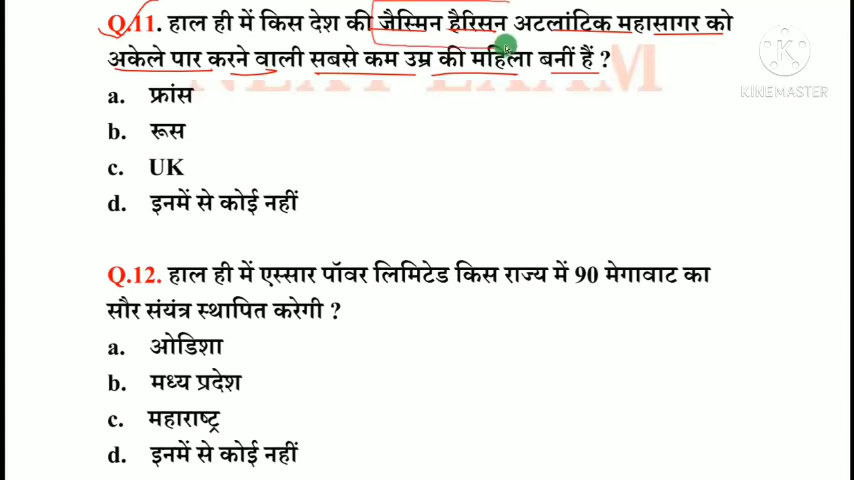 Q.11. हाल ही में किस देश की जैस्मिन हैरिसन अटलांटिक महासागर को
अकेले पार करने वाली सबसे कम उम्र की महिला बनीं हैं ?
a. फ्रांस
b. रूस
c. UK
d. इनमें से कोई नहीं
Q.12. हाल ही में एस्सार पॉवर लिमिटेड किस राज्य में 90 मेगावाट का
सौर संयंत्र स्थापित करेगी ?
a. ओडिशा
b. मध्य प्रदेश
c. महाराष्ट्र
d. इनमें से कोई नहीं
K
KINEMASTER